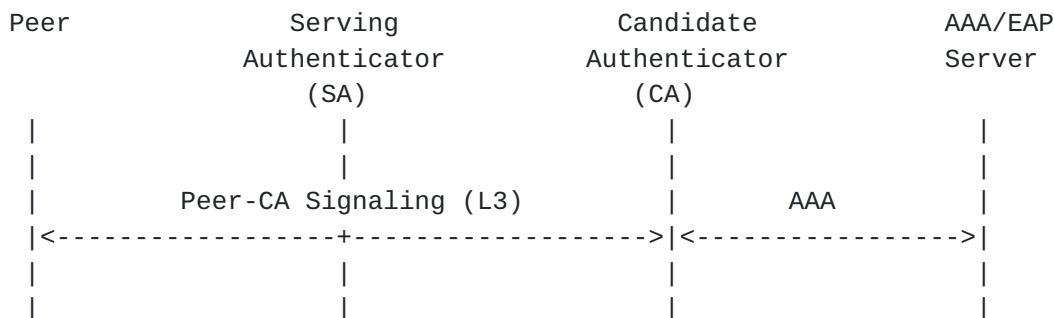 Peer Serving Candidate AAA/EAP
Authenticator Authenticator Server
(SA) (CA)
Peer-CA Signaling (L3) AAA